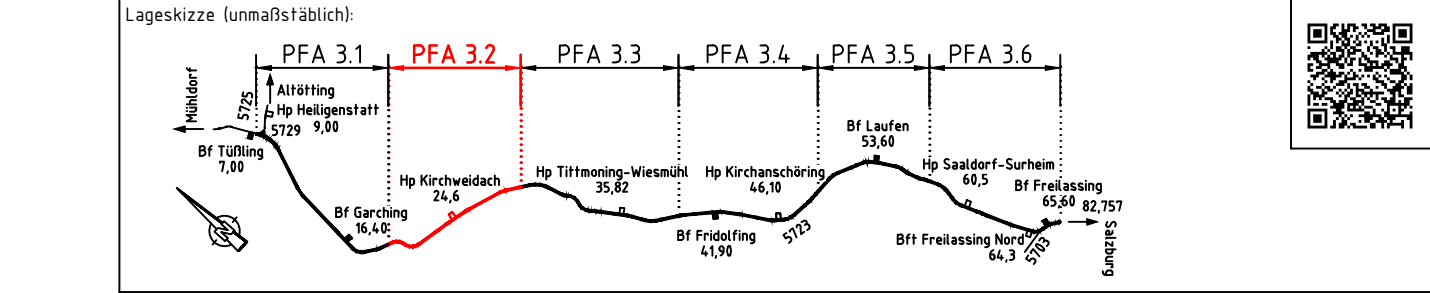 Lageskizze (unmaßstäblich):
PFA 3.1 PFA 3.2 PFA 3.3 PFA 3.4 PFA 3.5 PFA 3.6
Mühldorf
5725
Altötting
Hp Heiligenstatt
9,00
5729
Bf Tüßling
7,00
Bf Garching
16,40
Hp Kirchweidach
24,6
Hp Tittmoning-Wiesmühl
35,82
Bf Fridolfing
41,90
Hp Kirchanschöring
46,10
5723
Bf Laufen
53,60
Hp Saaldorf-Surheim
60,5
Bft Freilassing Nord
64,3
5703
Bf Freilassing
65,60
82,757
Salzburg